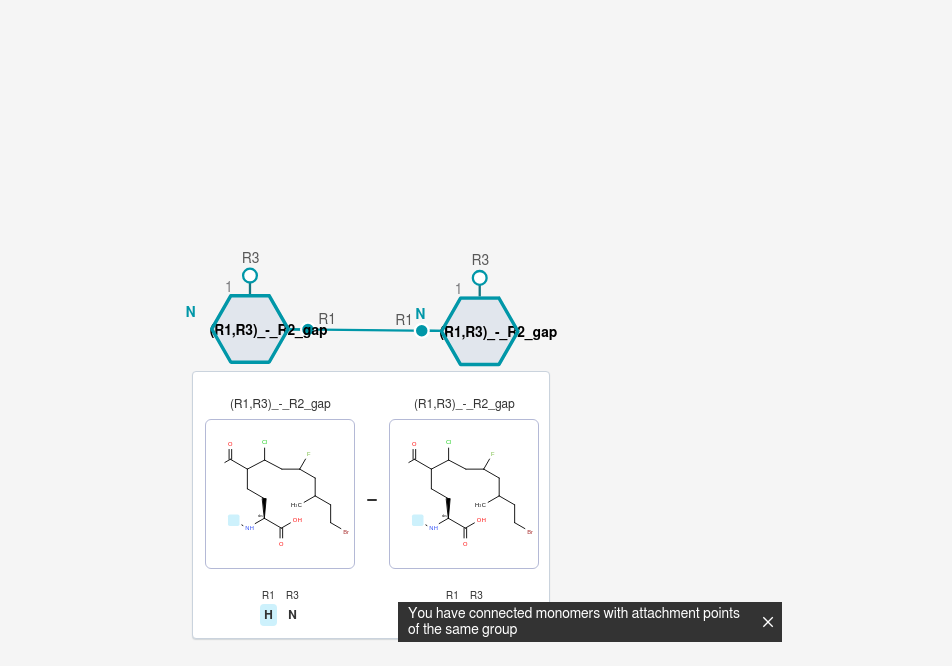 R3
R3
1
1
N
N
R1
R1
(R1,R3)_-_R2_gap
(R1,R3)_-_R2_gap
(R1,R3)_-_R2_gap
(R1,R3)_-_R2_gap
O
Cl
F
H₃C
OH
NH
O
Br
–
O
Cl
F
H₃C
OH
NH
O
Br
R1 R3
H N
R1 R3
You have connected monomers with attachment points
of the same group